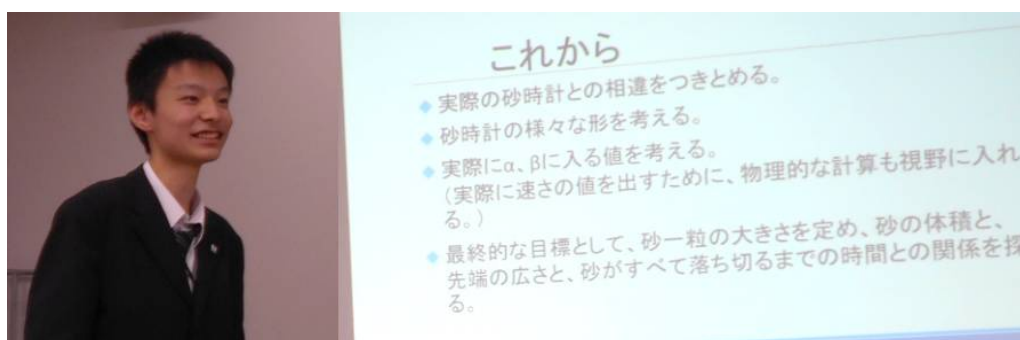 これから
◆実際の砂時計との相違をつきとめる。
◆砂時計の様々な形を考える。
◆実際にα、βに入る値を考える。
(実際に速さの値を出すために、物理的な計算も視野に入れ
る。)
◆最終的な目標として、砂一粒の大きさを定め、砂の体積と、
先端の広さと、砂がすべて落ち切るまでの時間との関係を探
る。